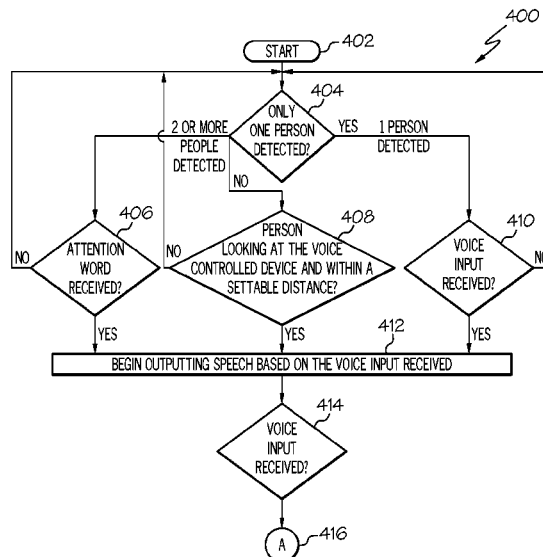 START
402
400
404
ONLY
ONE PERSON
DETECTED?
2 OR MORE
PEOPLE
DETECTED
YES
1 PERSON
DETECTED
NO
406
ATTENTION
WORD
RECEIVED?
NO
408
PERSON
LOOKING AT THE VOICE
CONTROLLED DEVICE AND WITHIN A
SETTABLE DISTANCE?
NO
410
VOICE
INPUT
RECEIVED?
NO
YES
YES
YES
412
BEGIN OUTPUTTING SPEECH BASED ON THE VOICE INPUT RECEIVED
414
VOICE
INPUT
RECEIVED?
A
416